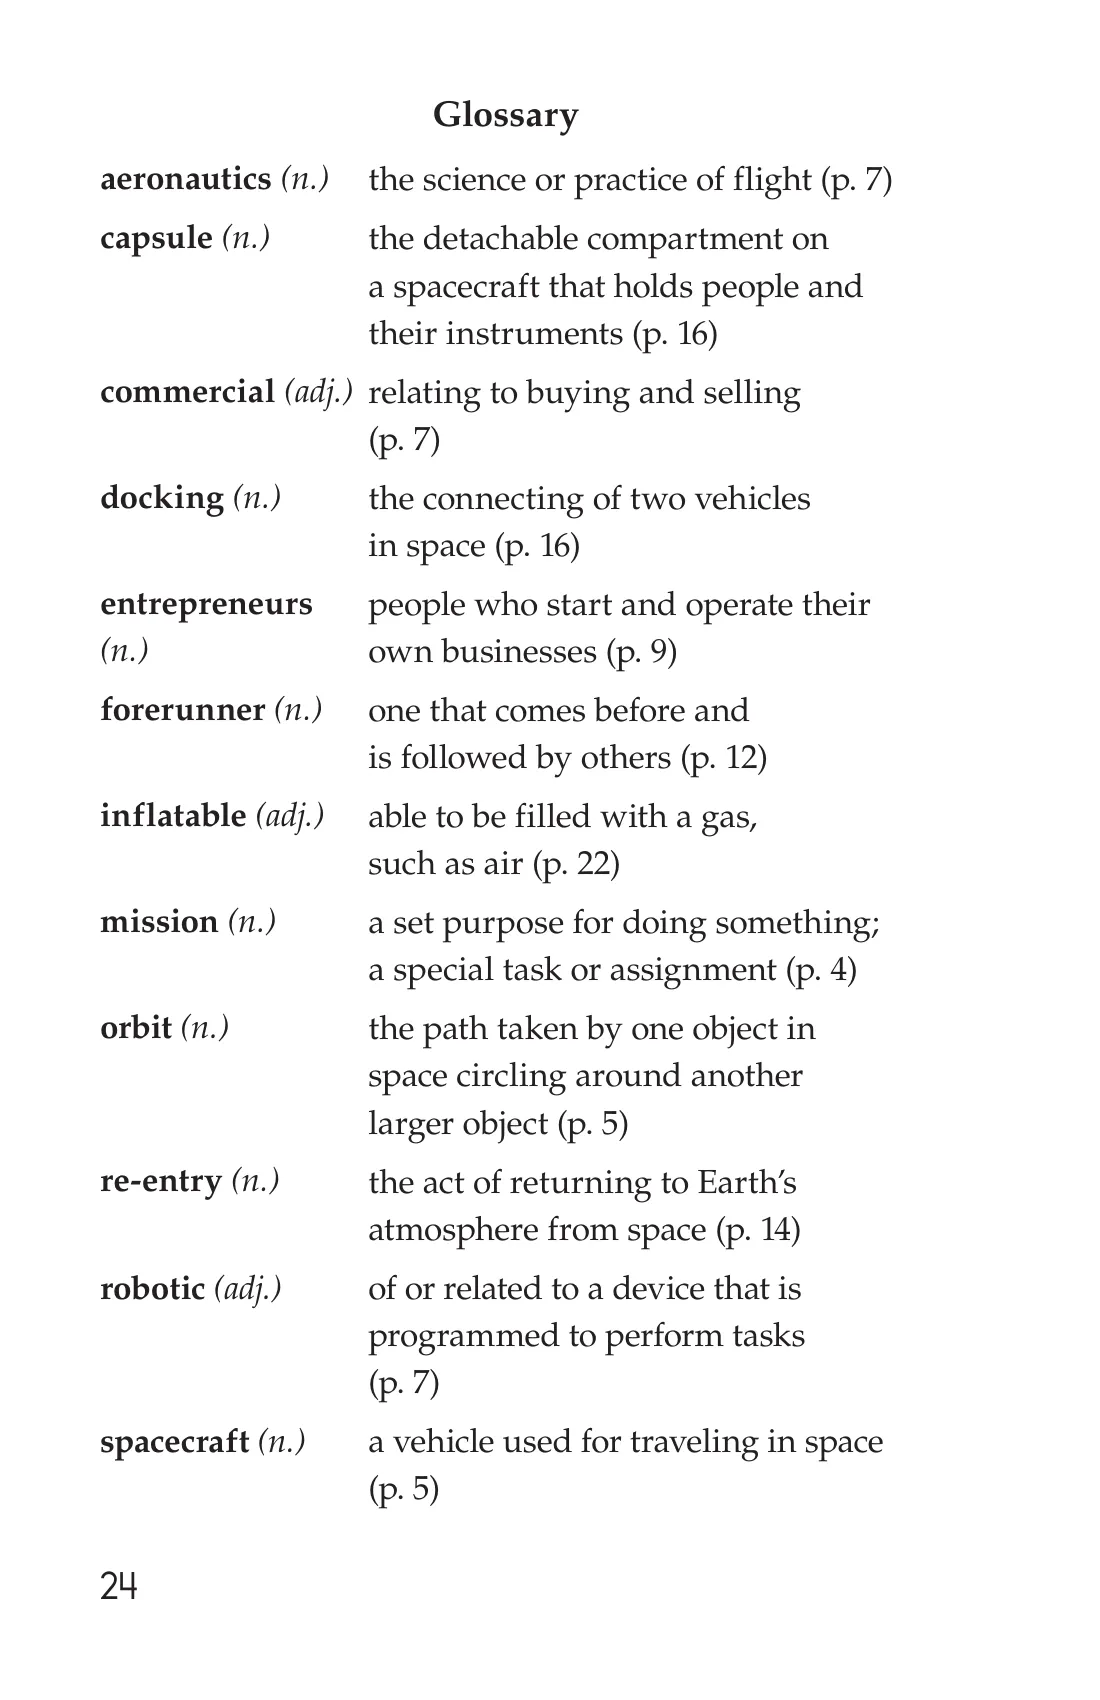 Glossary
aeronautics (n.) the science or practice of flight (p. 7)
capsule (n.) the detachable compartment on
a spacecraft that holds people and
their instruments (p. 16)
commercial (adj.) relating to buying and selling
(p. 7)
docking (n.) the connecting of two vehicles
in space (p. 16)
entrepreneurs people who start and operate their
(n.) own businesses (p. 9)
forerunner (n.) one that comes before and
is followed by others (p. 12)
inflatable (adj.) able to be filled with a gas,
such as air (p. 22)
mission (n.) a set purpose for doing something;
a special task or assignment (p. 4)
orbit (n.) the path taken by one object in
space circling around another
larger object (p. 5)
re-entry (n.) the act of returning to Earth’s
atmosphere from space (p. 14)
robotic (adj.) of or related to a device that is
programmed to perform tasks
(p. 7)
spacecraft (n.) a vehicle used for traveling in space
(p. 5)
24